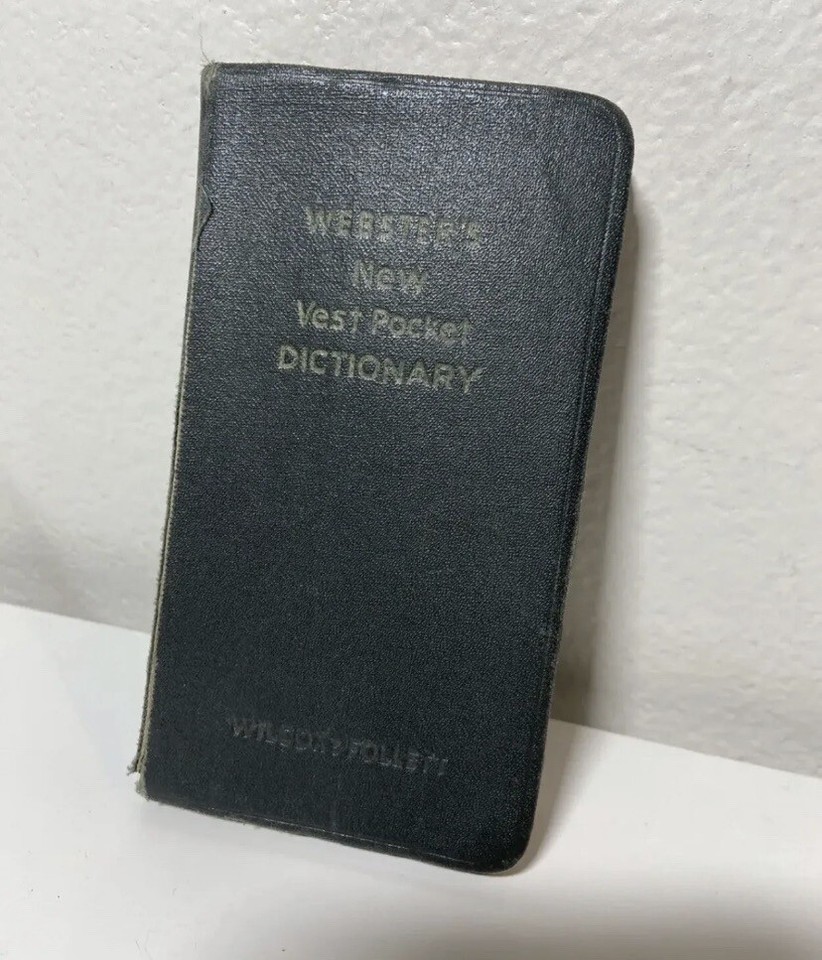 WEBSTER'S
New
Vest Pocket
DICTIONARY
WILCOX & FOLLETT